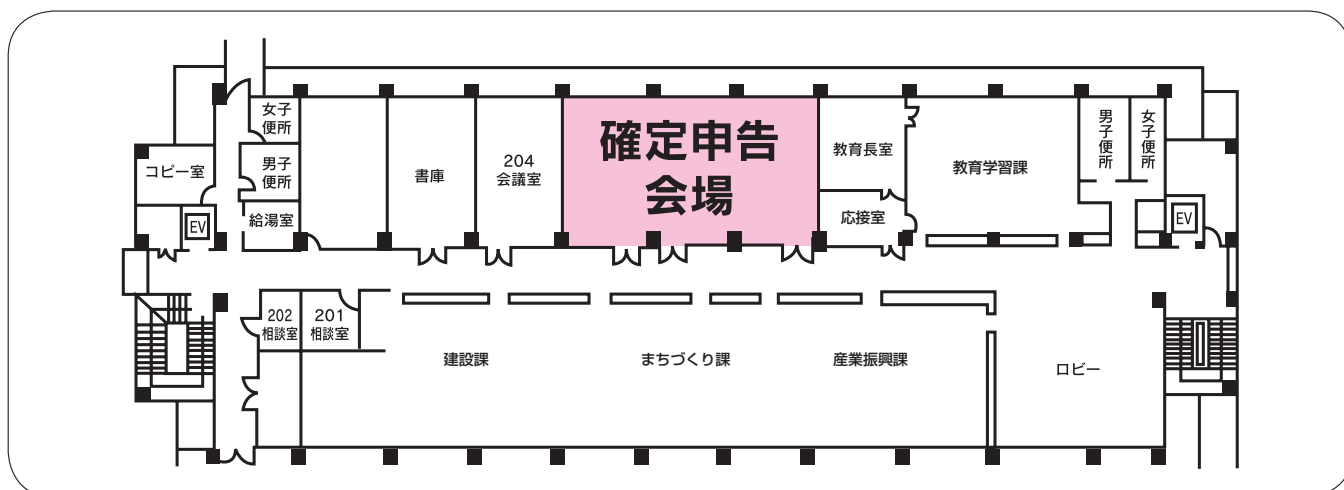 女子
便所
コピー室
男子
便所
給湯室
EV
書庫
204
会議室
確定申告
会場
教育長室
応接室
教育学習課
男子便所
女子便所
EV
202
相談室
201
相談室
建設課
まちづくり課
産業振興課
ロビー